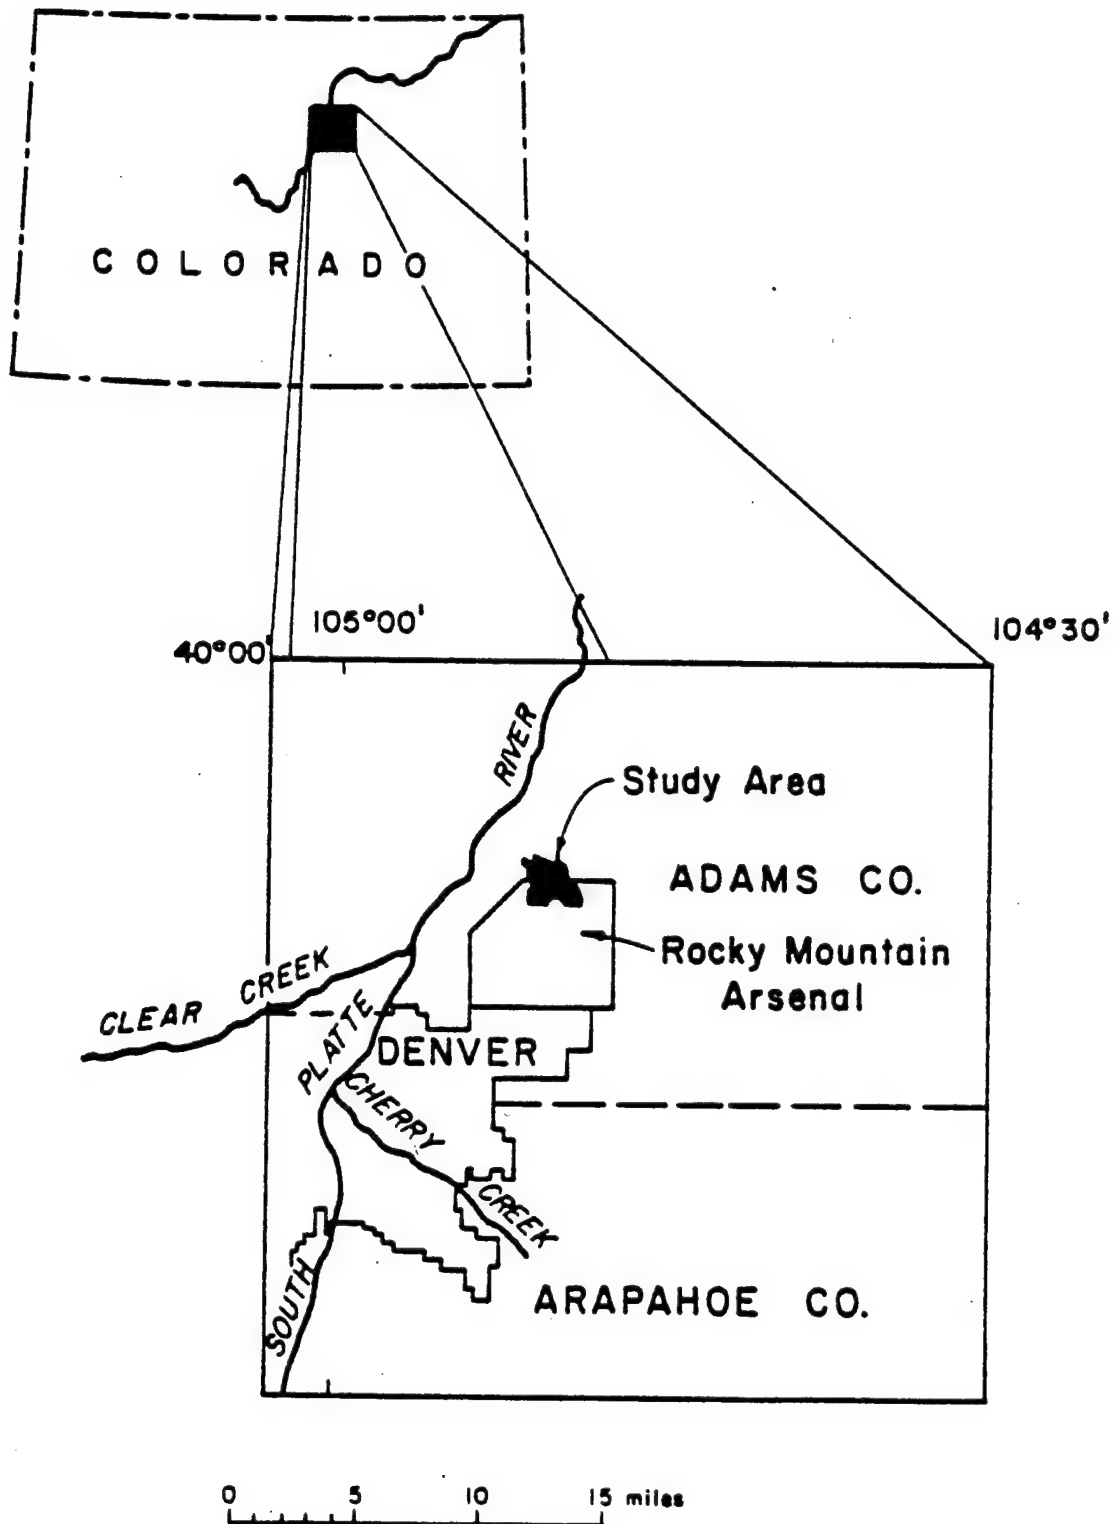 COLORADO
105°00'
104°30'
40°00'
RIVER
Study Area
ADAMS CO.
Rocky Mountain
Arsenal
CLEAR CREEK
PLATTE
DENVER
CHERRY
CREEK
SOUTH
ARAPAHOE CO.
0 5 10 15 miles